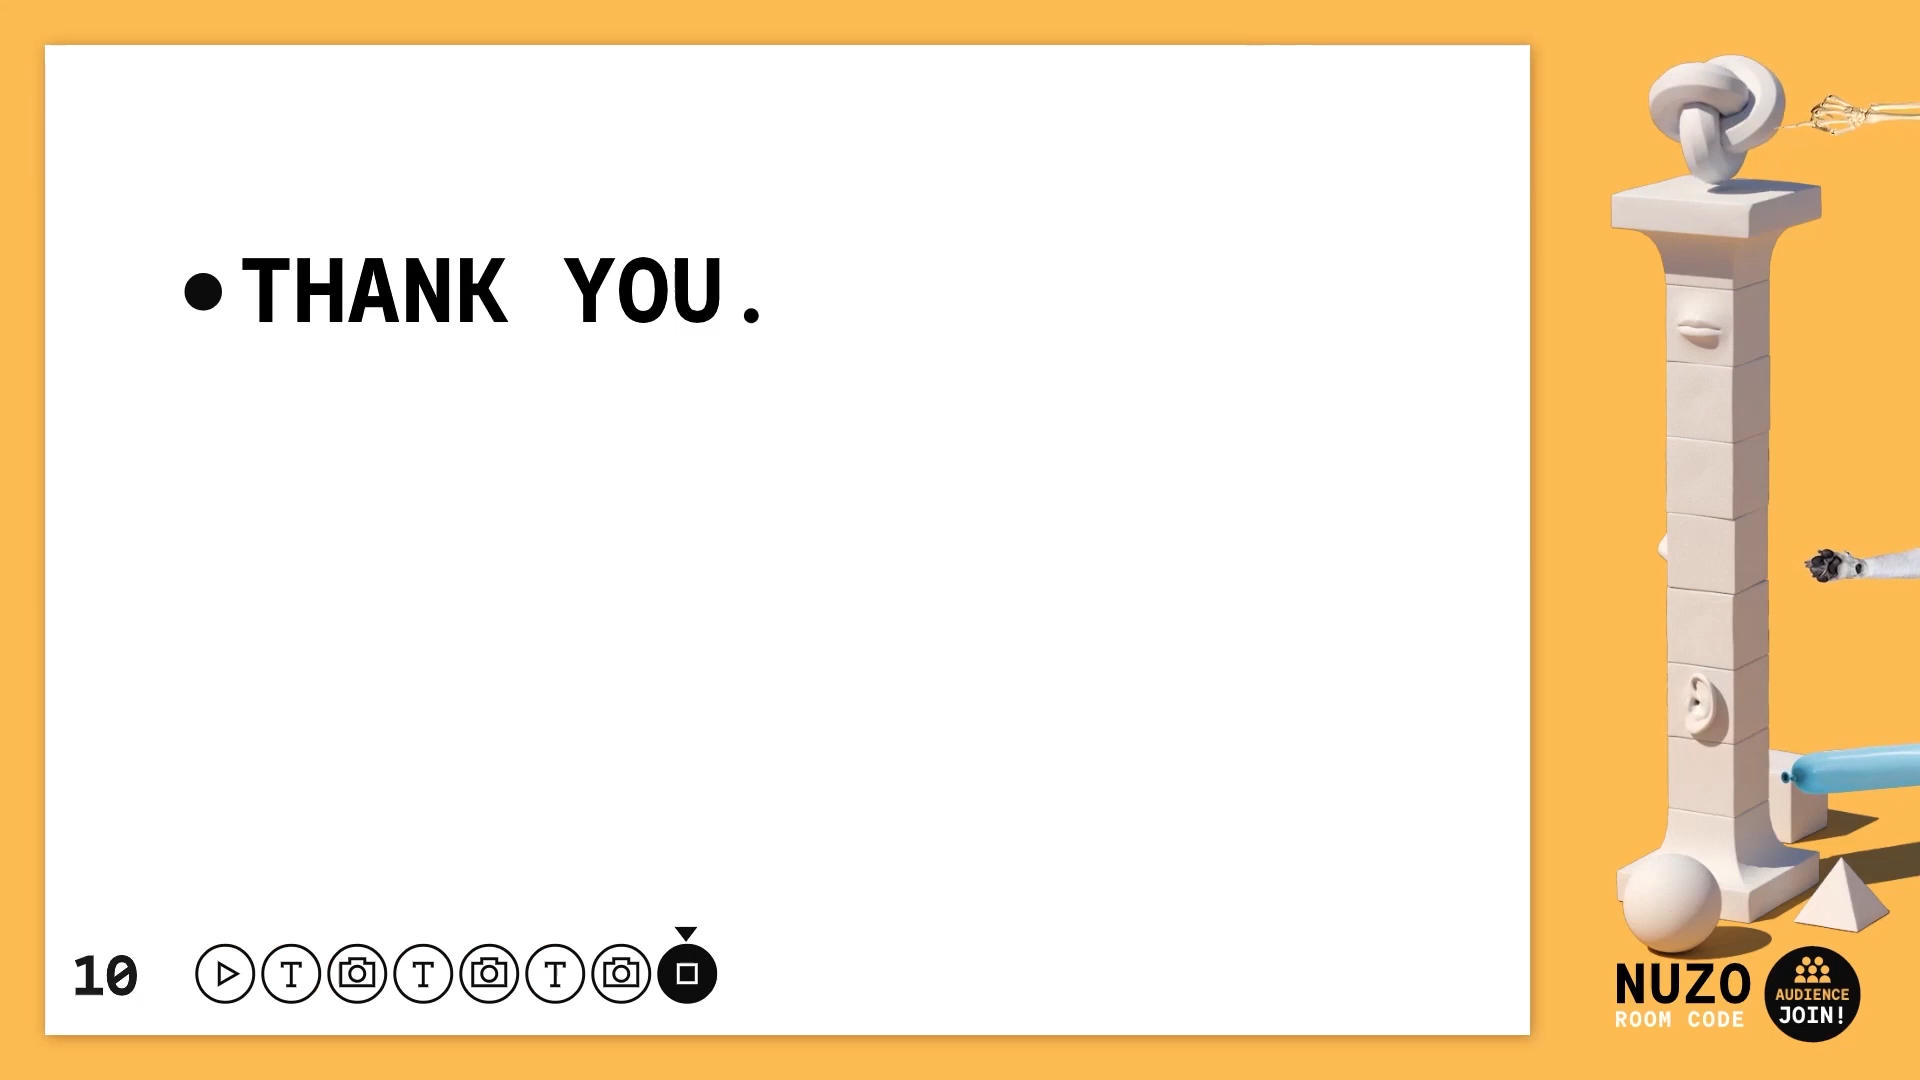 ● THANK YOU.
10
T T T
NUZO
ROOM CODE
AUDIENCE
JOIN!